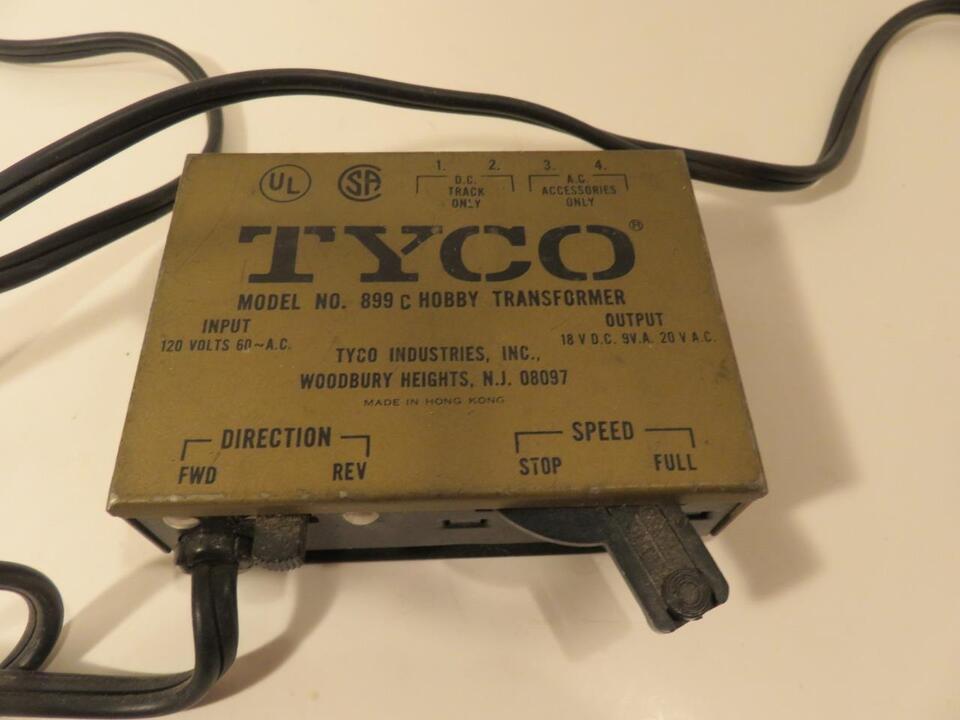 UL
SA
1. 2. 3. 4.
D.C. TRACK ONLY
A.C. ACCESSORIES ONLY
TYCO®
MODEL NO. 899 C HOBBY TRANSFORMER
INPUT
120 VOLTS 60~A.C.
OUTPUT
18 V D.C. 9V.A. 20 V A.C.
TYCO INDUSTRIES, INC.,
WOODBURY HEIGHTS, N.J. 08097
MADE IN HONG KONG
DIRECTION
FWD REV
SPEED
STOP FULL